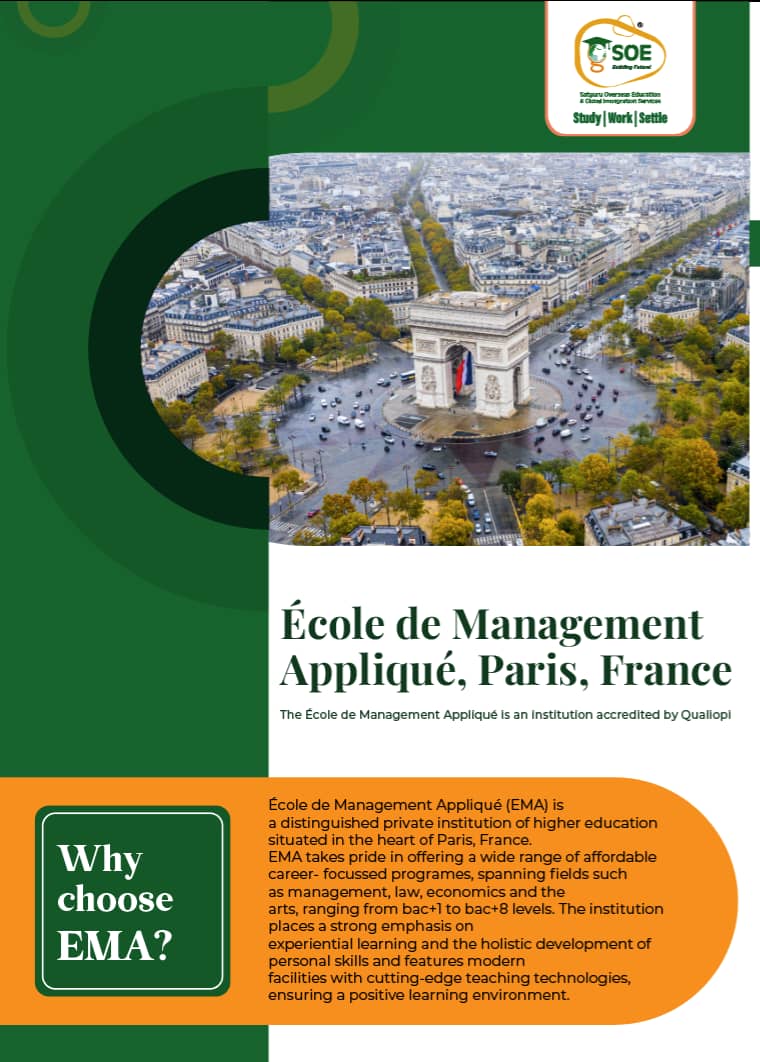 SOE
Building Future!
Satguru Overseas Education
& Global Immigration Services
Study | Work | Settle
École de Management
Appliqué, Paris, France
The École de Management Appliqué is an institution accredited by Qualiopi
Why
choose
EMA?
École de Management Appliqué (EMA) is
a distinguished private institution of higher education
situated in the heart of Paris, France.
EMA takes pride in offering a wide range of affordable
career- focussed programes, spanning fields such
as management, law, economics and the
arts, ranging from bac+1 to bac+8 levels. The institution
places a strong emphasis on
experiential learning and the holistic development of
personal skills and features modern
facilities with cutting-edge teaching technologies,
ensuring a positive learning environment.